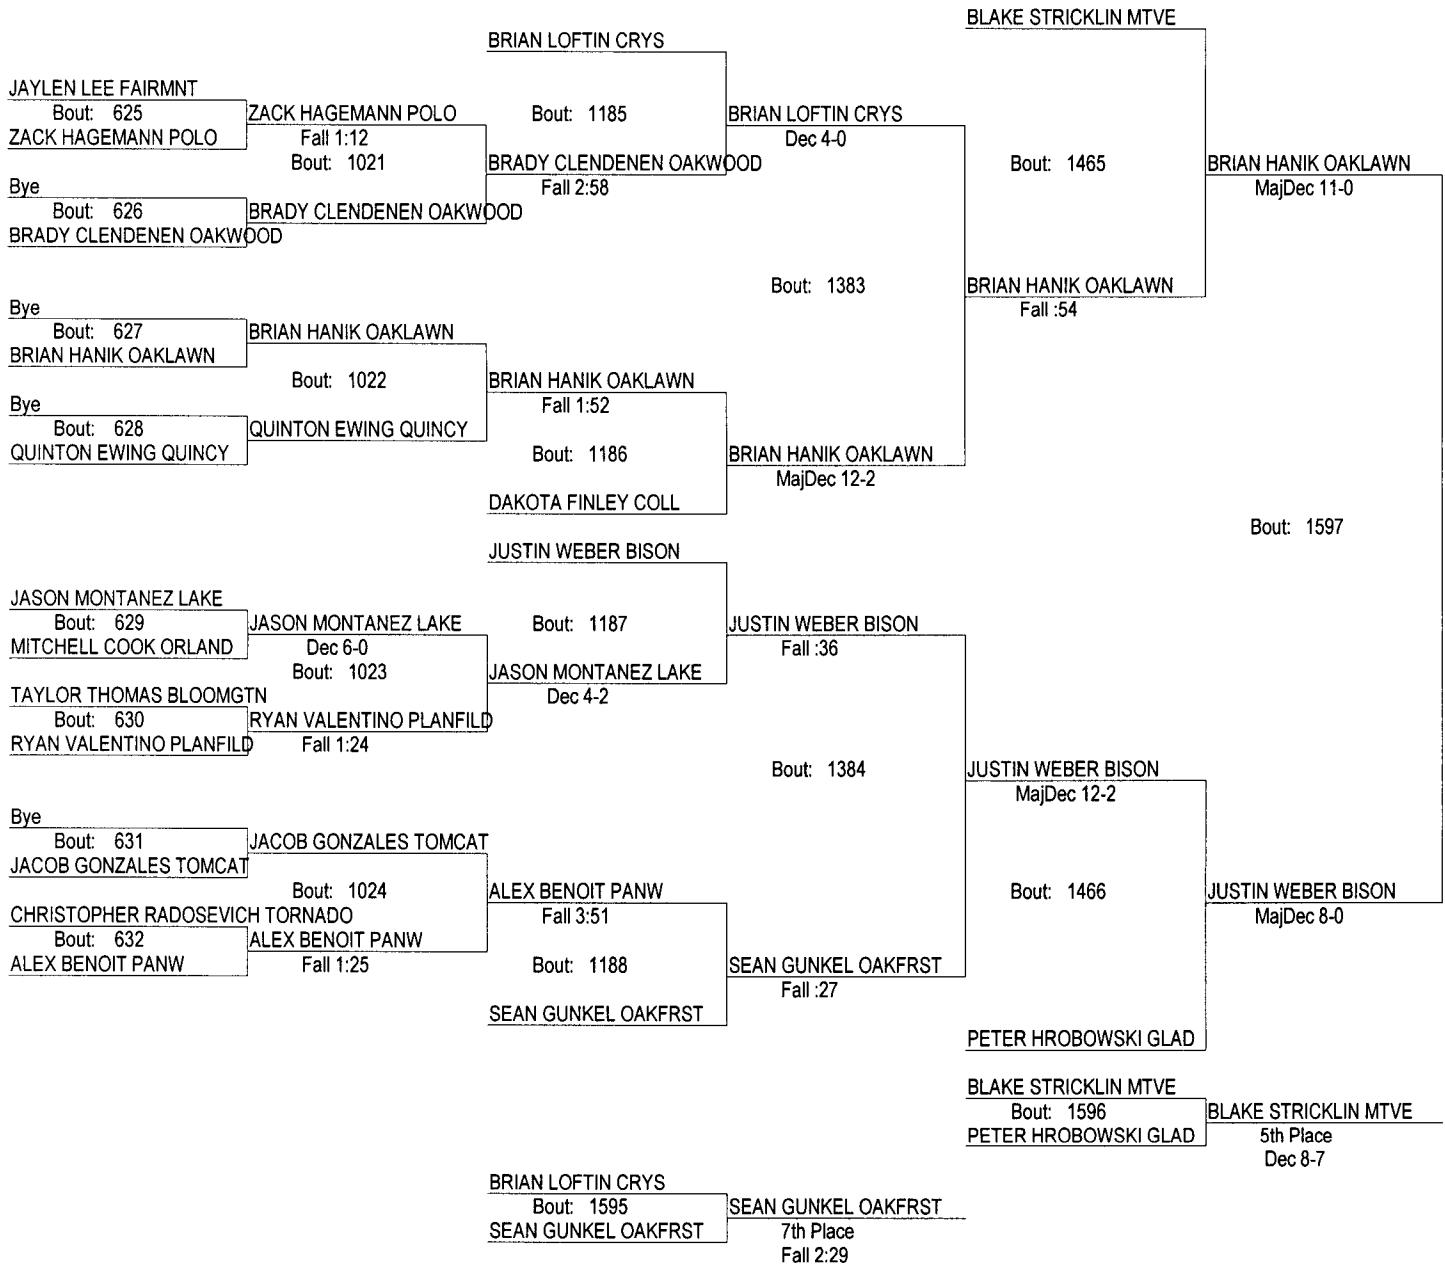 BLAKE STRICKLIN MTVE
BRIAN LOFTIN CRYS
JAYLEN LEE FAIRMNT
Bout: 625
ZACK HAGEMANN POLO
ZACK HAGEMANN POLO
Fall 1:12
Bout: 1021
Bout: 1185
BRIAN LOFTIN CRYS
Dec 4-0
BRADY CLENDENEN OAKWOOD
Fall 2:58
Bout: 1465
BRIAN HANIK OAKLAWN
MajDec 11-0
Bye
Bout: 626
BRADY CLENDENEN OAKWOOD
BRADY CLENDENEN OAKWOOD
Bout: 1383
BRIAN HANIK OAKLAWN
Fall :54
Bye
Bout: 627
BRIAN HANIK OAKLAWN
BRIAN HANIK OAKLAWN
Bout: 1022
BRIAN HANIK OAKLAWN
Fall 1:52
Bye
Bout: 628
QUINTON EWING QUINCY
QUINTON EWING QUINCY
Bout: 1186
BRIAN HANIK OAKLAWN
MajDec 12-2
DAKOTA FINLEY COLL
Bout: 1597
JUSTIN WEBER BISON
JASON MONTANEZ LAKE
Bout: 629
MITCHELL COOK ORLAND
JASON MONTANEZ LAKE
Dec 6-0
Bout: 1023
Bout: 1187
JUSTIN WEBER BISON
Fall :36
JASON MONTANEZ LAKE
Dec 4-2
TAYLOR THOMAS BLOOMGTN
Bout: 630
RYAN VALENTINO PLANFILD
RYAN VALENTINO PLANFILD
Fall 1:24
Bout: 1384
JUSTIN WEBER BISON
MajDec 12-2
Bye
Bout: 631
JACOB GONZALES TOMCAT
JACOB GONZALES TOMCAT
Bout: 1024
ALEX BENOIT PANW
Fall 3:51
Bout: 1466
JUSTIN WEBER BISON
MajDec 8-0
CHRISTOPHER RADOSEVICH TORNADO
Bout: 632
ALEX BENOIT PANW
ALEX BENOIT PANW
Fall 1:25
Bout: 1188
SEAN GUNKEL OAKFRST
Fall :27
SEAN GUNKEL OAKFRST
PETER HROBOWSKI GLAD
BLAKE STRICKLIN MTVE
Bout: 1596
PETER HROBOWSKI GLAD
BLAKE STRICKLIN MTVE
5th Place
Dec 8-7
BRIAN LOFTIN CRYS
Bout: 1595
SEAN GUNKEL OAKFRST
SEAN GUNKEL OAKFRST
7th Place
Fall 2:29